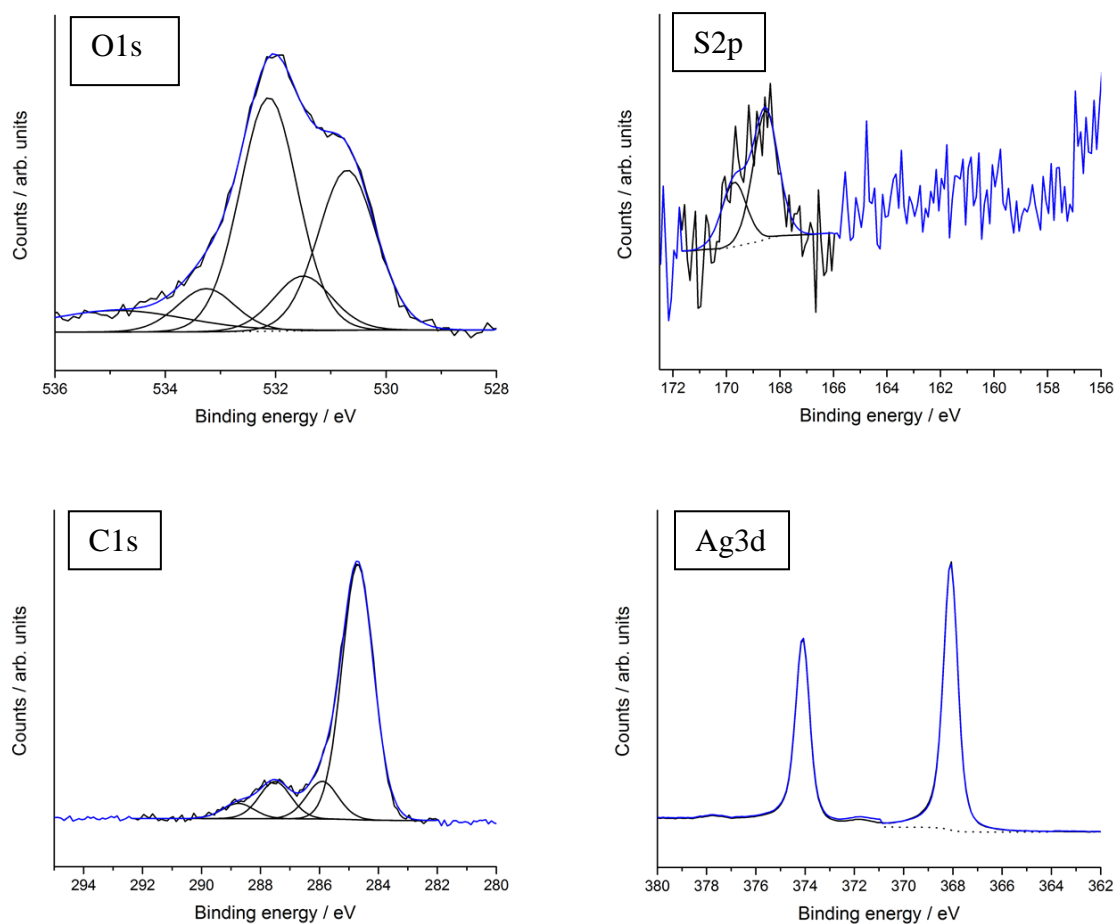 O1s
Counts / arb. units
536 534 532 530 528
Binding energy / eV
S2p
Counts / arb. units
172 170 168 166 164 162 160 158 156
Binding energy / eV
C1s
Counts / arb. units
294 292 290 288 286 284 282 280
Binding energy / eV
Ag3d
Counts / arb. units
380 378 376 374 372 370 368 366 364 362
Binding energy / eV